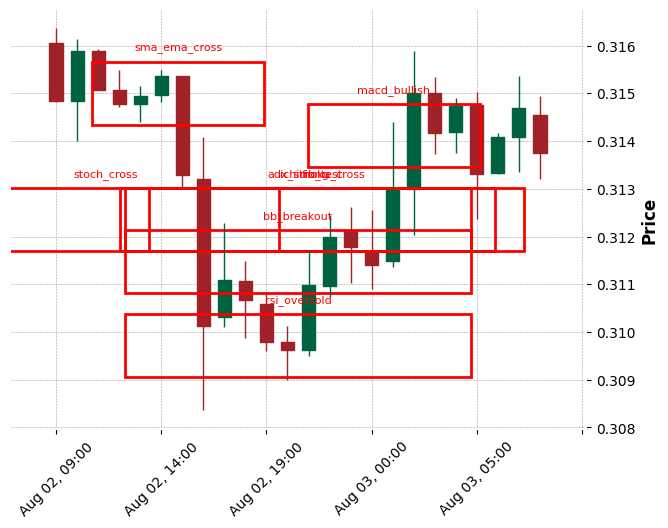 sma_ema_cross
macd_bullish
stoch_cross
bb_breakout
0.316
0.315
0.314
0.313
0.312
0.311
0.310
0.309
0.308
Price
Aug 02, 09:00
Aug 02, 14:00
Aug 02, 19:00
Aug 03, 00:00
Aug 03, 05:00